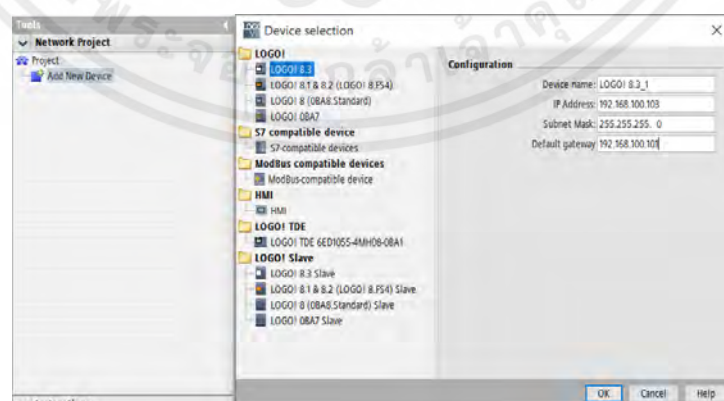 Tools
Network Project
Project
Add New Device
Device selection
LOGO!
LOGO! 8.3
LOGO! 8.1 & 8.2 (LOGO! 8.FS4)
LOGO! 8 (0BA8.Standard)
LOGO! 0BA7
S7 compatible device
S7-compatible devices
ModBus compatible devices
ModBus-compatible device
HMI
HMI
LOGO! TDE
LOGO! TDE 6ED1055-4MH08-0BA1
LOGO! Slave
LOGO! 8.3 Slave
LOGO! 8.1 & 8.2 (LOGO! 8.FS4) Slave
LOGO! 8 (0BA8.Standard) Slave
LOGO! 0BA7 Slave
Configuration
Device name: LOGO! 8.3_1
IP Address: 192.168.100.103
Subnet Mask: 255.255.255. 0
Default gateway 192.168.100.101
OK Cancel Help